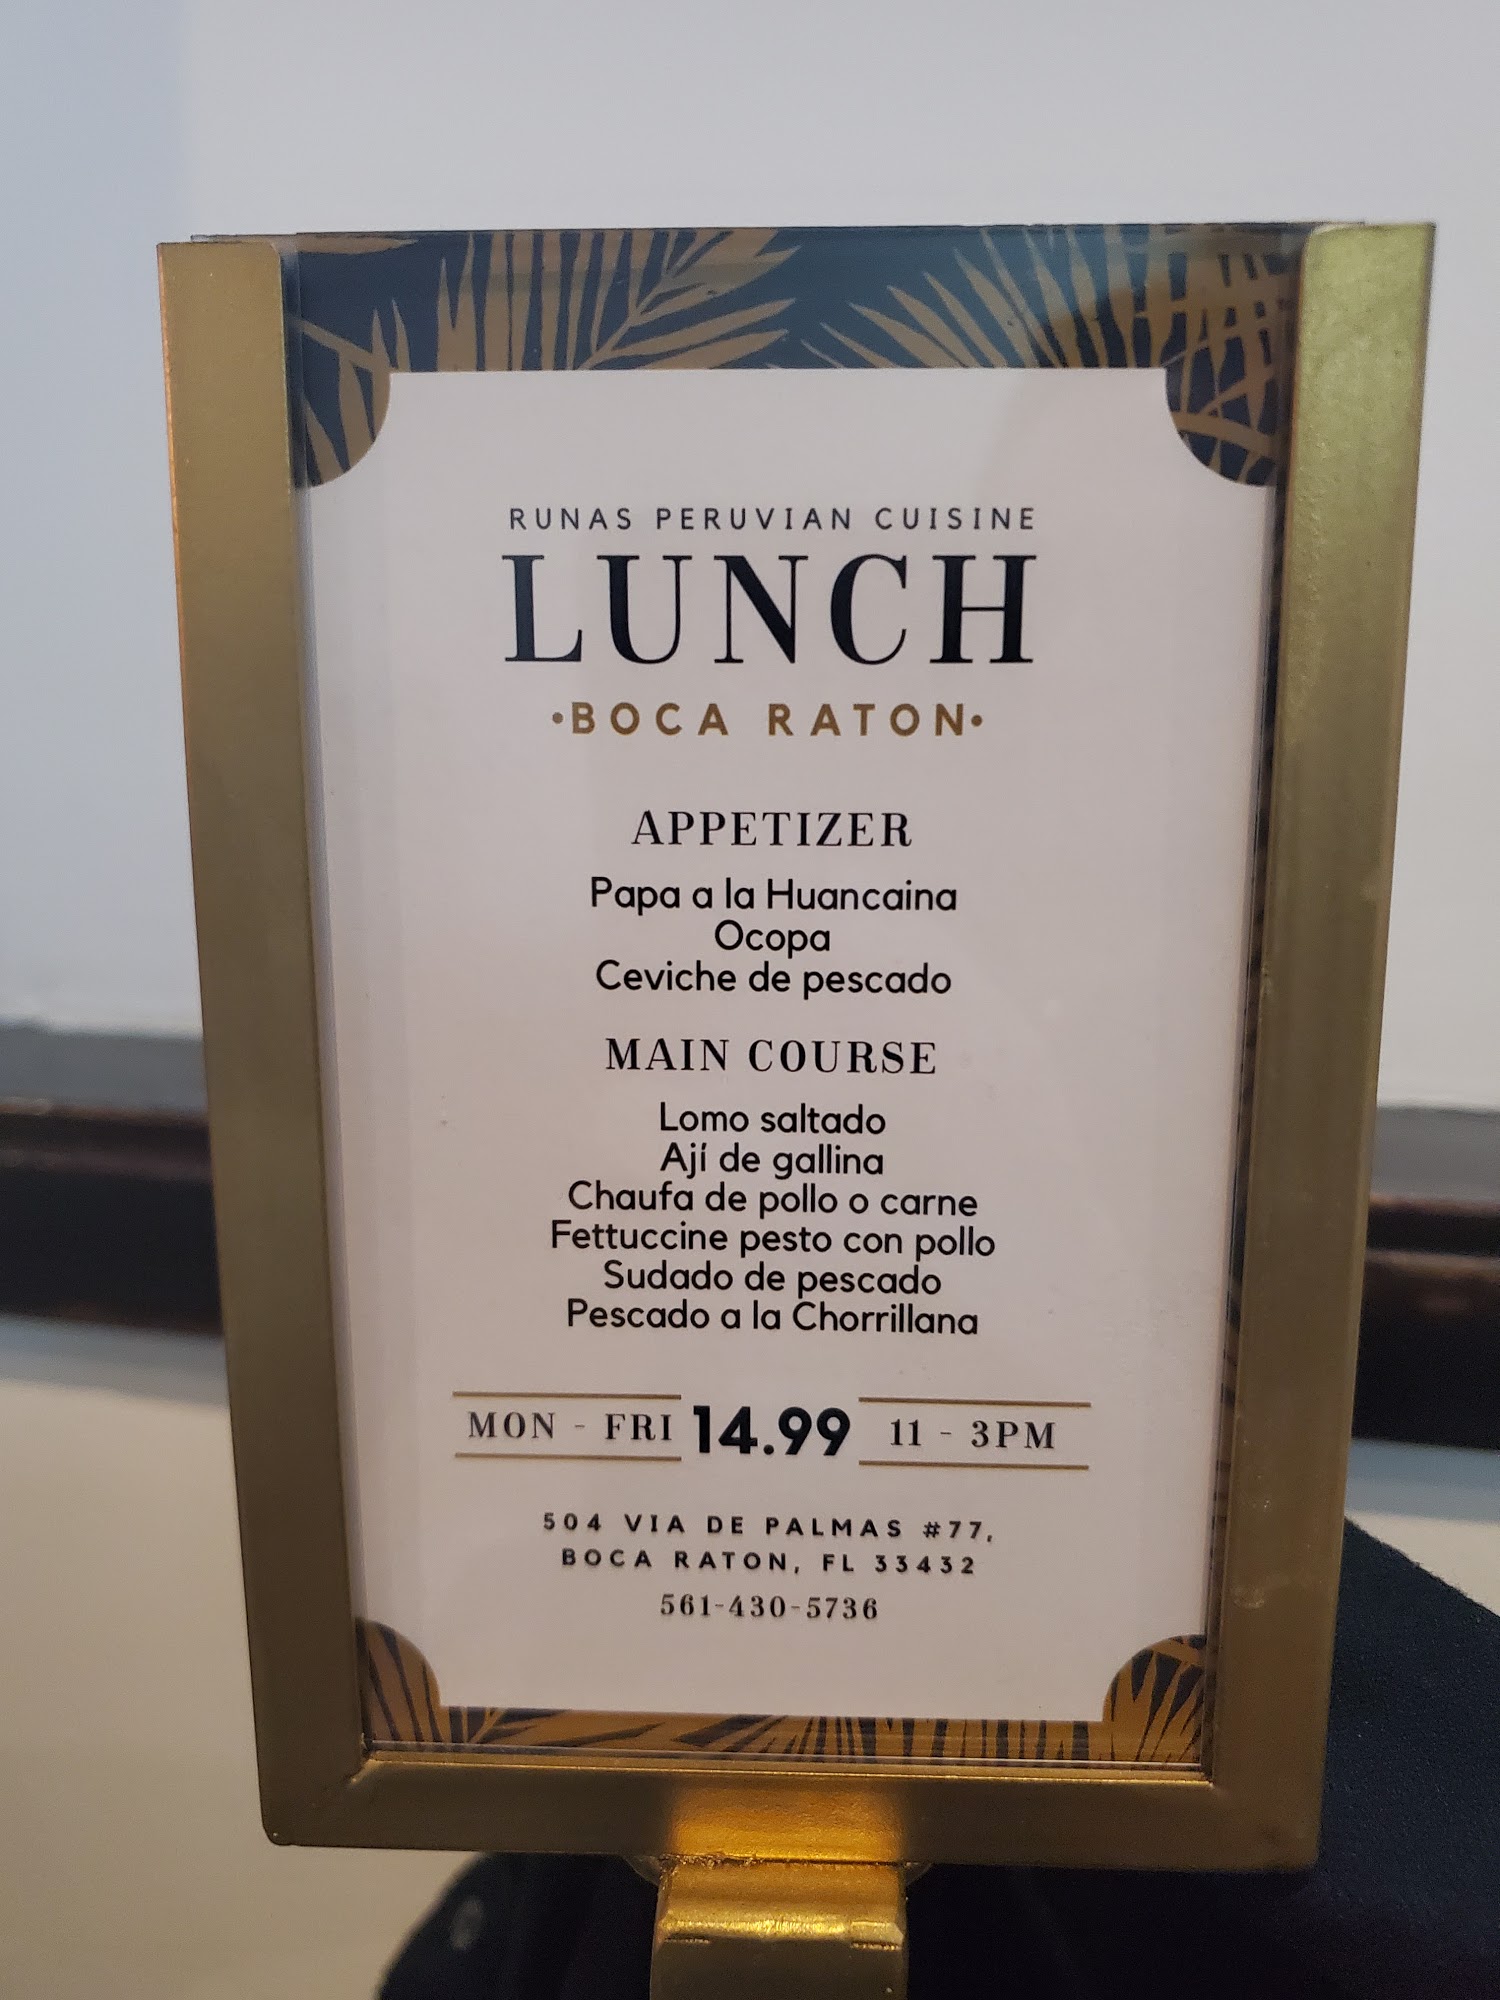 RUNAS PERUVIAN CUISINE
LUNCH
•BOCA RATON•
APPETIZER
Papa a la Huancaina
Ocopa
Ceviche de pescado
MAIN COURSE
Lomo saltado
Ají de gallina
Chaufa de pollo o carne
Fettuccine pesto con pollo
Sudado de pescado
Pescado a la Chorrillana
MON - FRI 14.99 11 - 3PM
504 VIA DE PALMAS #77,
BOCA RATON, FL 33432
561-430-5736